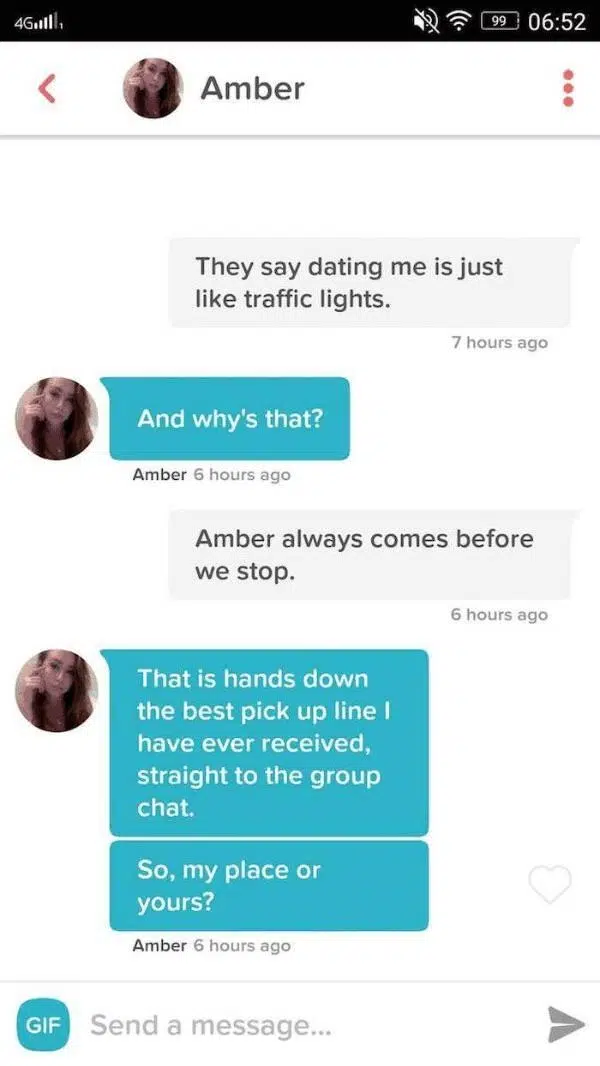 4G
99
06:52
Amber
They say dating me is just
like traffic lights.
7 hours ago
And why's that?
Amber 6 hours ago
Amber always comes before
we stop.
6 hours ago
That is hands down
the best pick up line I
have ever received,
straight to the group
chat.
So, my place or
yours?
Amber 6 hours ago
GIF
Send a message...